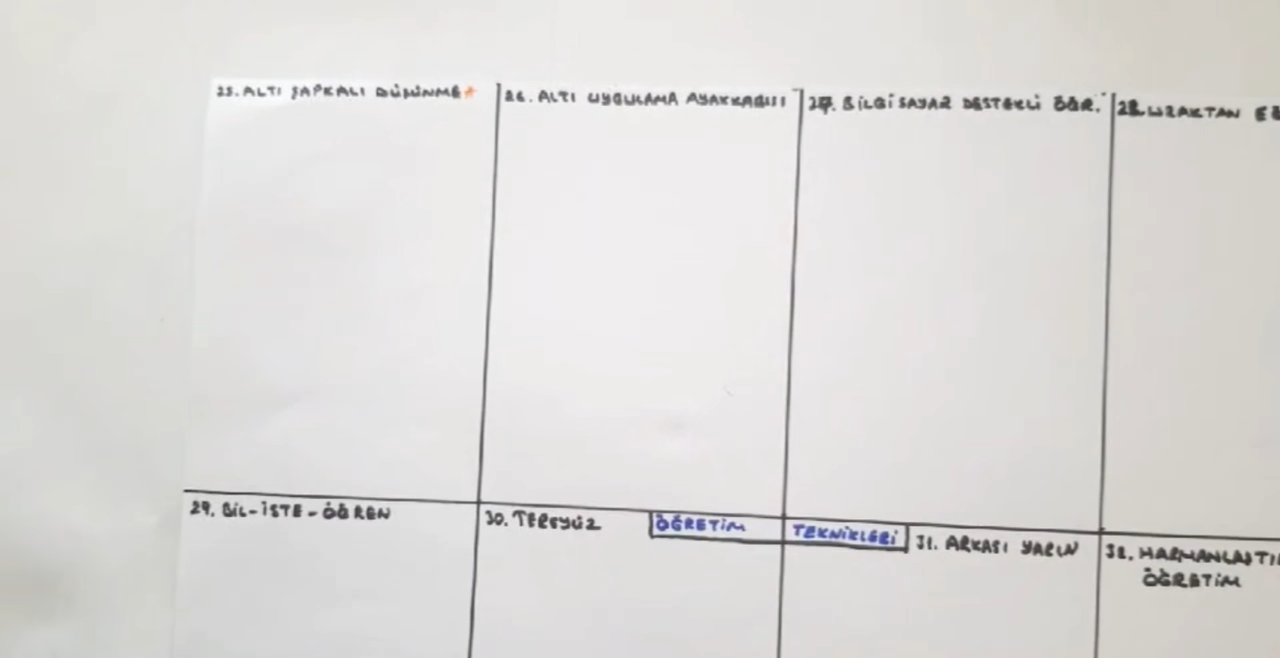 25. ALTI ŞAPKALI DÜŞÜNME
26. ALTI UYGULAMA AYAKKABISI
27. BİLGİSAYAR DESTEKLİ ÖĞR.
28. UZAKTAN
29. BİL-İSTE-ÖĞREN
30. TERSYÜZ
ÖĞRETİM TEKNİKLERİ
31. ARKASI YARIN
32. HARMANLAŞTI
ÖĞRETİM